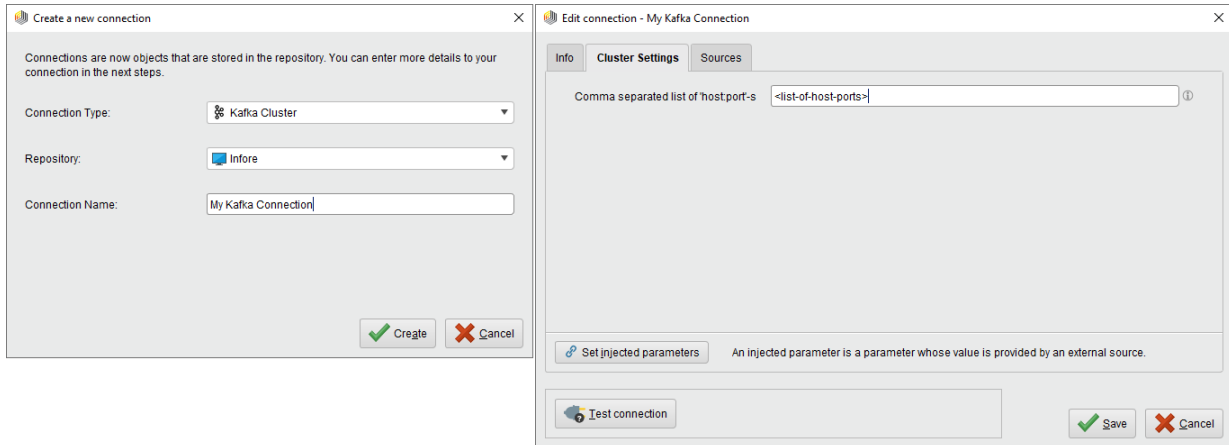 Create a new connection
Connections are now objects that are stored in the repository. You can enter more details to your
connection in the next steps.
Connection Type:
Kafka Cluster
Repository:
Infore
Connection Name:
My Kafka Connection
Create
Cancel
Edit connection - My Kafka Connection
Info
Cluster Settings
Sources
Comma separated list of 'host:port'-s
<list-of-host-ports>
Set injected parameters
An injected parameter is a parameter whose value is provided by an external source.
Test connection
Save
Cancel